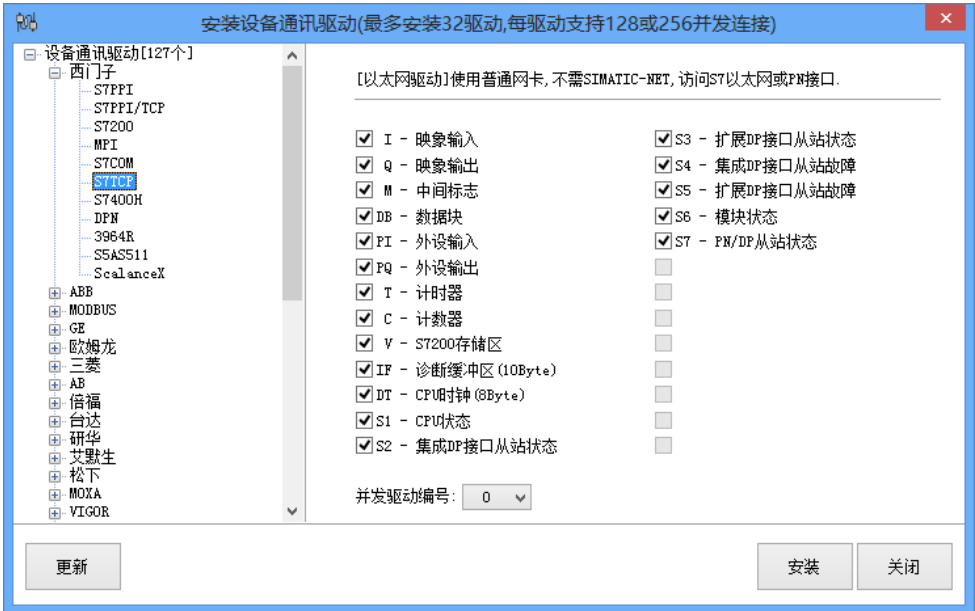 安装设备通讯驱动(最多安装32驱动,每驱动支持128或256并发连接)
设备通讯驱动[127个]
西门子
S7PPI
S7PPI/TCP
S7200
MPI
S7COM
S7TCP
S7400H
DPN
3964R
S5AS511
ScalanceX
ABB
MODBUS
GE
欧姆龙
三菱
AB
倍福
台达
研华
艾默生
松下
MOXA
VIGOR
[以太网驱动]使用普通网卡,不需SIMATIC-NET,访问S7以太网或PN接口.
I - 映象输入
Q - 映象输出
M - 中间标志
DB - 数据块
PI - 外设输入
PQ - 外设输出
T - 计时器
C - 计数器
V - S7200存储区
IF - 诊断缓冲区(10Byte)
DT - CPU时钟(8Byte)
S1 - CPU状态
S2 - 集成DP接口从站状态
S3 - 扩展DP接口从站状态
S4 - 集成DP接口从站故障
S5 - 扩展DP接口从站故障
S6 - 模块状态
S7 - PN/DP从站状态
并发驱动编号: 0
更新
安装
关闭